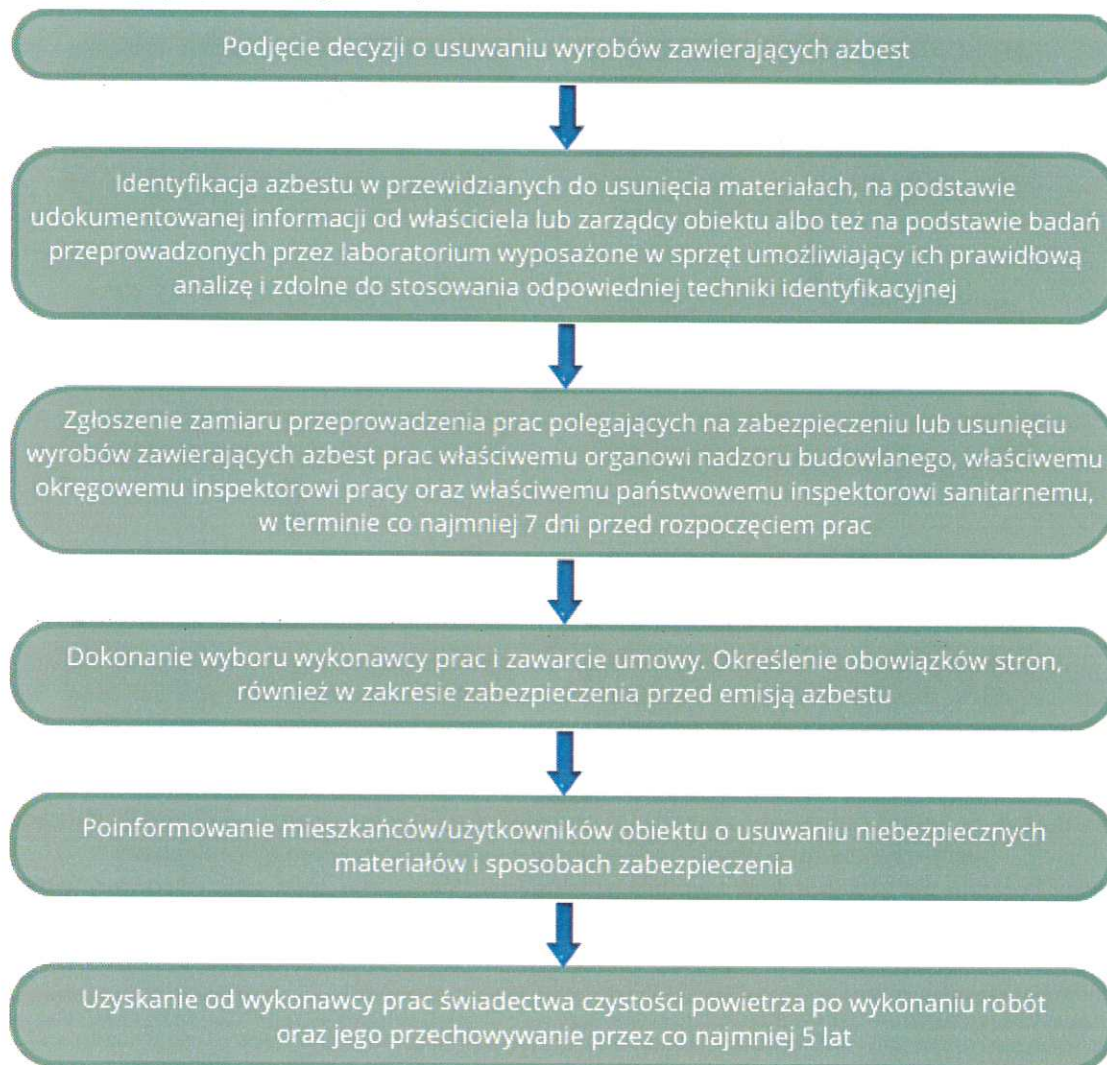 Podjęcie decyzji o usuwaniu wyrobów zawierających azbest
Identyfikacja azbestu w przewidzianych do usunięcia materiałach, na podstawie
udokumentowanej informacji od właściciela lub zarządcy obiektu albo też na podstawie badań
przeprowadzonych przez laboratorium wyposażone w sprzęt umożliwiający ich prawidłową
analizę i zdolne do stosowania odpowiedniej techniki identyfikacyjnej
Zgłoszenie zamiaru przeprowadzenia prac polegających na zabezpieczeniu lub usunięciu
wyrobów zawierających azbest prac właściwemu organowi nadzoru budowlanego, właściwemu
okręgowemu inspektorowi pracy oraz właściwemu państwowemu inspektorowi sanitarnemu,
w terminie co najmniej 7 dni przed rozpoczęciem prac
Dokonanie wyboru wykonawcy prac i zawarcie umowy. Określenie obowiązków stron,
również w zakresie zabezpieczenia przed emisją azbestu
Poinformowanie mieszkańców/użytkowników obiektu o usuwaniu niebezpiecznych
materiałów i sposobach zabezpieczenia
Uzyskanie od wykonawcy prac świadectwa czystości powietrza po wykonaniu robót
oraz jego przechowywanie przez co najmniej 5 lat